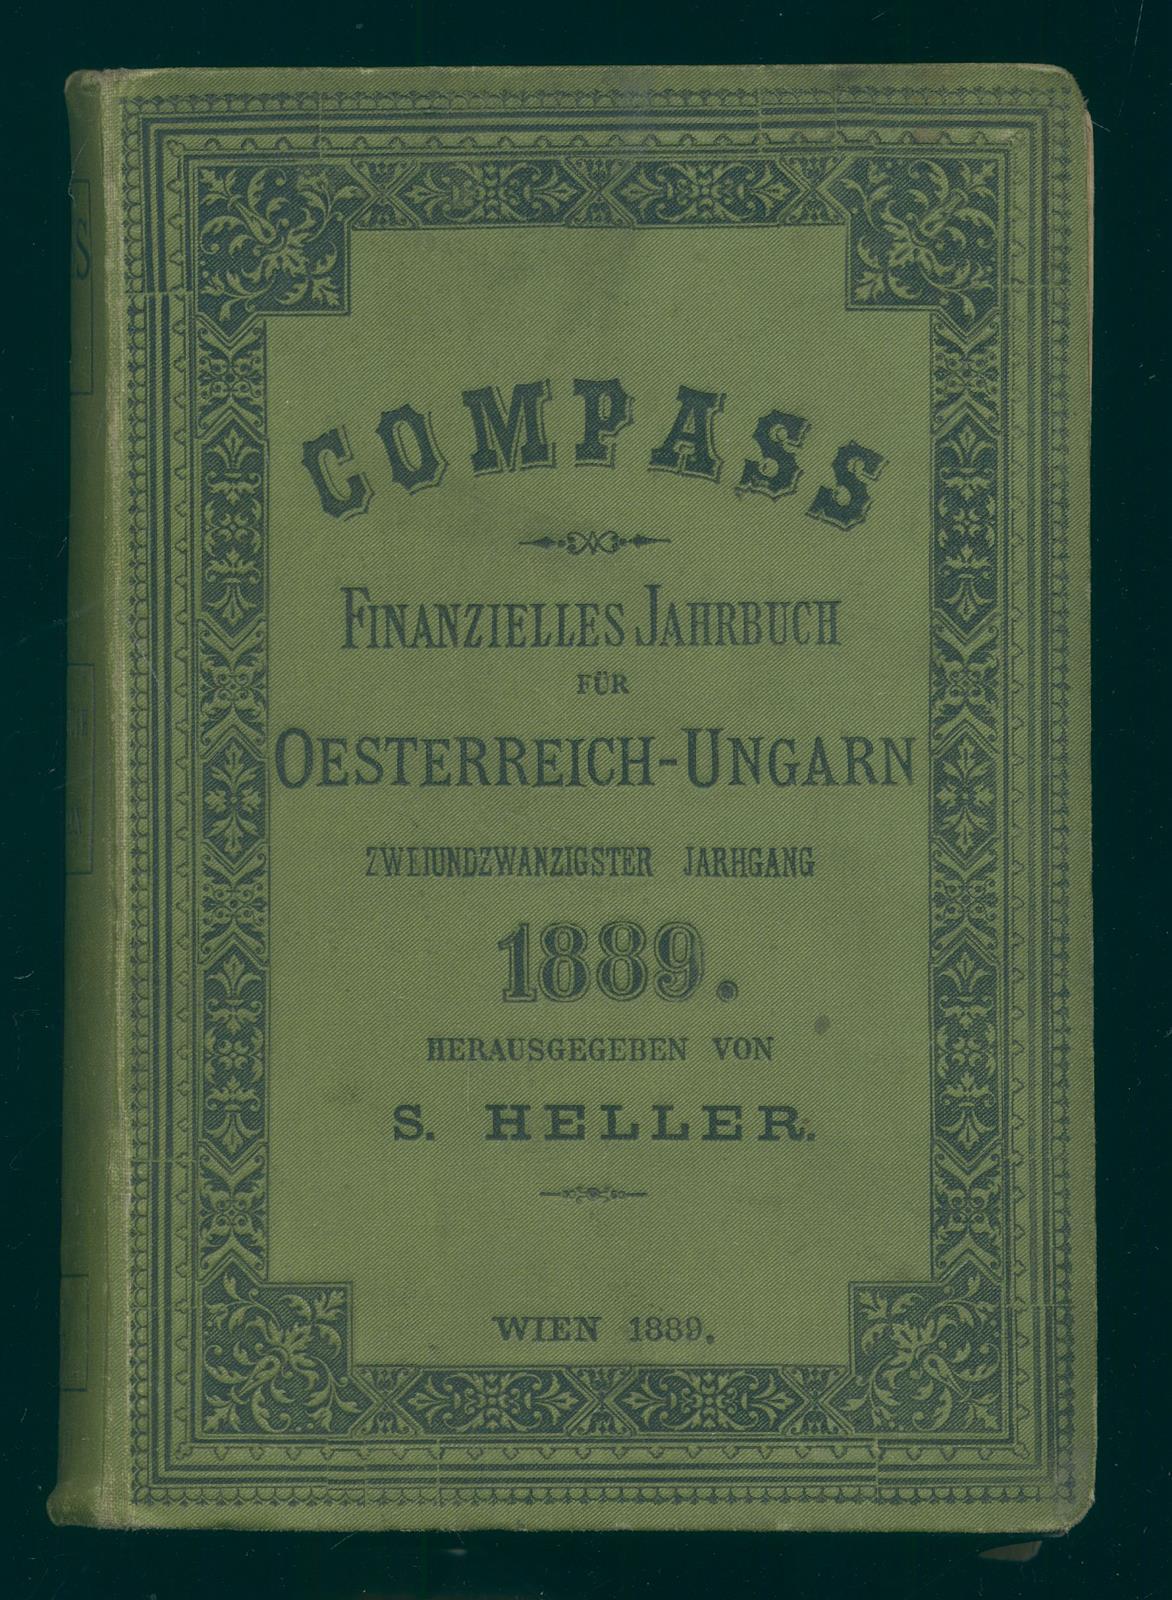 COMPASS
FINANZIELLES JAHRBUCH
FÜR
OESTERREICH-UNGARN
ZWEIUNDZWANZIGSTER JARHGANG
1889.
HERAUSGEGEBEN VON
S. HELLER.
WIEN 1889.